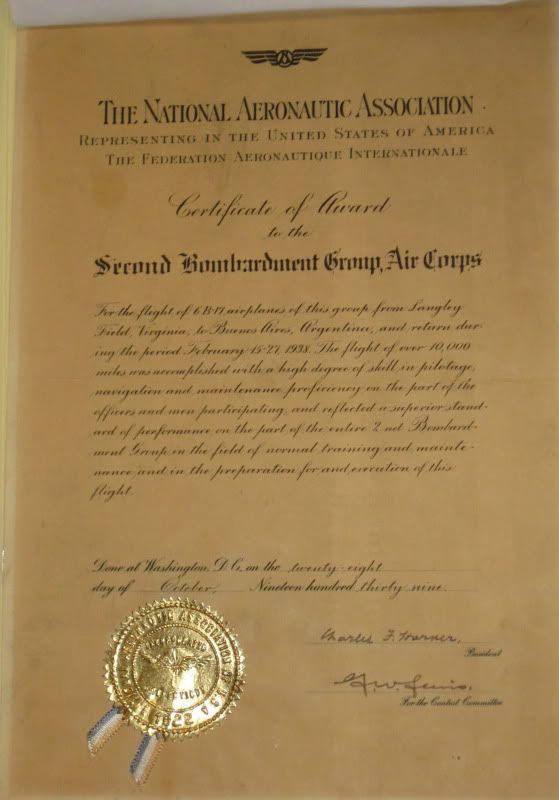 THE NATIONAL AERONAUTIC ASSOCIATION
REPRESENTING IN THE UNITED STATES OF AMERICA
THE FEDERATION AERONAUTIQUE INTERNATIONALE
Certificate of Award
to the
Second Bombardment Group, Air Corps
For the flight of 6 B-17 airplanes of this group from Langley
Field, Virginia, to Buenos Aires, Argentina, and return dur-
ing the period February 15-27, 1938. The flight of over 10,000
miles was accomplished with a high degree of skill in pilotage,
navigation and maintenance proficiency on the part of the
officers and men participating, and reflected a superior stand-
ard of performance on the part of the entire 2nd Bombard-
ment Group in the field of normal training and mainte-
nance and in the preparation for and execution of this
flight.
Done at Washington, D.C. on the twenty-eight
day of October, Nineteen hundred thirty nine.
Charles F. Horner,
President
G. W. Lewis,
For the Contest Committee
NATIONAL AERONAUTIC ASSOCIATION OF U.S.A.
INCORPORATED
1922